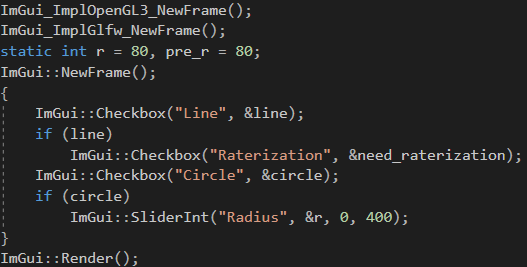 ImGui_ImplOpenGL3_NewFrame();
ImGui_ImplGlfw_NewFrame();
static int r = 80, pre_r = 80;
ImGui::NewFrame();
{
    ImGui::Checkbox("Line", &line);
    if (line)
        ImGui::Checkbox("Raterization", &need_raterization);
    ImGui::Checkbox("Circle", &circle);
    if (circle)
        ImGui::SliderInt("Radius", &r, 0, 400);
}
ImGui::Render();